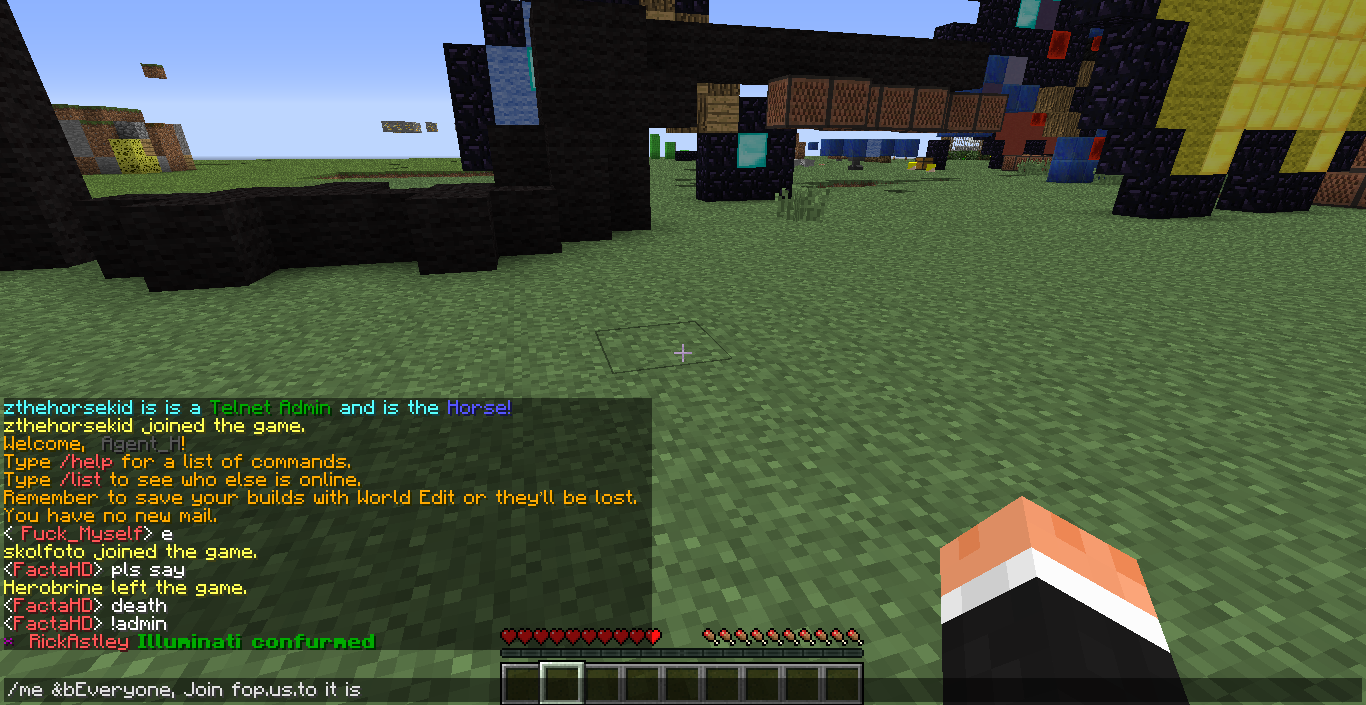 zthehorsekid is is a Telnet Admin and is the Horse!
zthehorsekid joined the game.
Welcome, Agent_H!
Type /help for a list of commands.
Type /list to see who else is online.
Remember to save your builds with World Edit or they'll be lost.
You have no new mail.
< Fuck_Myself> e
skolfoto joined the game.
<FactaHD> pls say
Herobrine left the game.
<FactaHD> death
<FactaHD> !admin
* RickAstley Illuminati confurmed
/me &bEveryone, Join fop.us.to it is